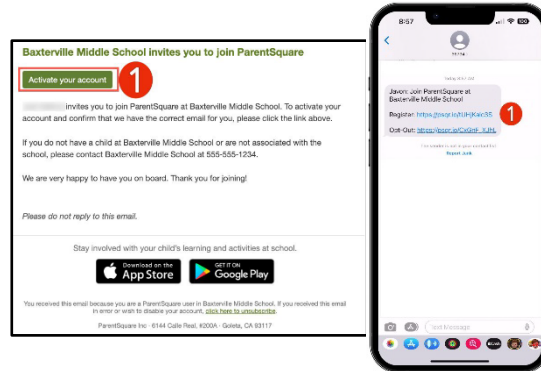 Baxterville Middle School invites you to join ParentSquare
Activate your account
1
invites you to join ParentSquare at Baxterville Middle School. To activate your
account and confirm that we have the correct email for you, please click the link above.
If you do not have a child at Baxterville Middle School or are not associated with the
school, please contact Baxterville Middle School at 555-555-1234.
We are very happy to have you on board. Thank you for joining!
Please do not reply to this email.
Stay involved with your child's learning and activities at school.
Download on the
App Store
GET IT ON
Google Play
You received this email because you are a ParentSquare user in Baxterville Middle School. If you received this email
in error or wish to disable your account, click here to unsubscribe.
ParentSquare Inc · 6144 Calle Real, #200A · Goleta, CA 93117
8:57
Javon: Join ParentSquare at
Baxterville Middle School
Register:
1
Opt-Out:
Report Junk
Text Message